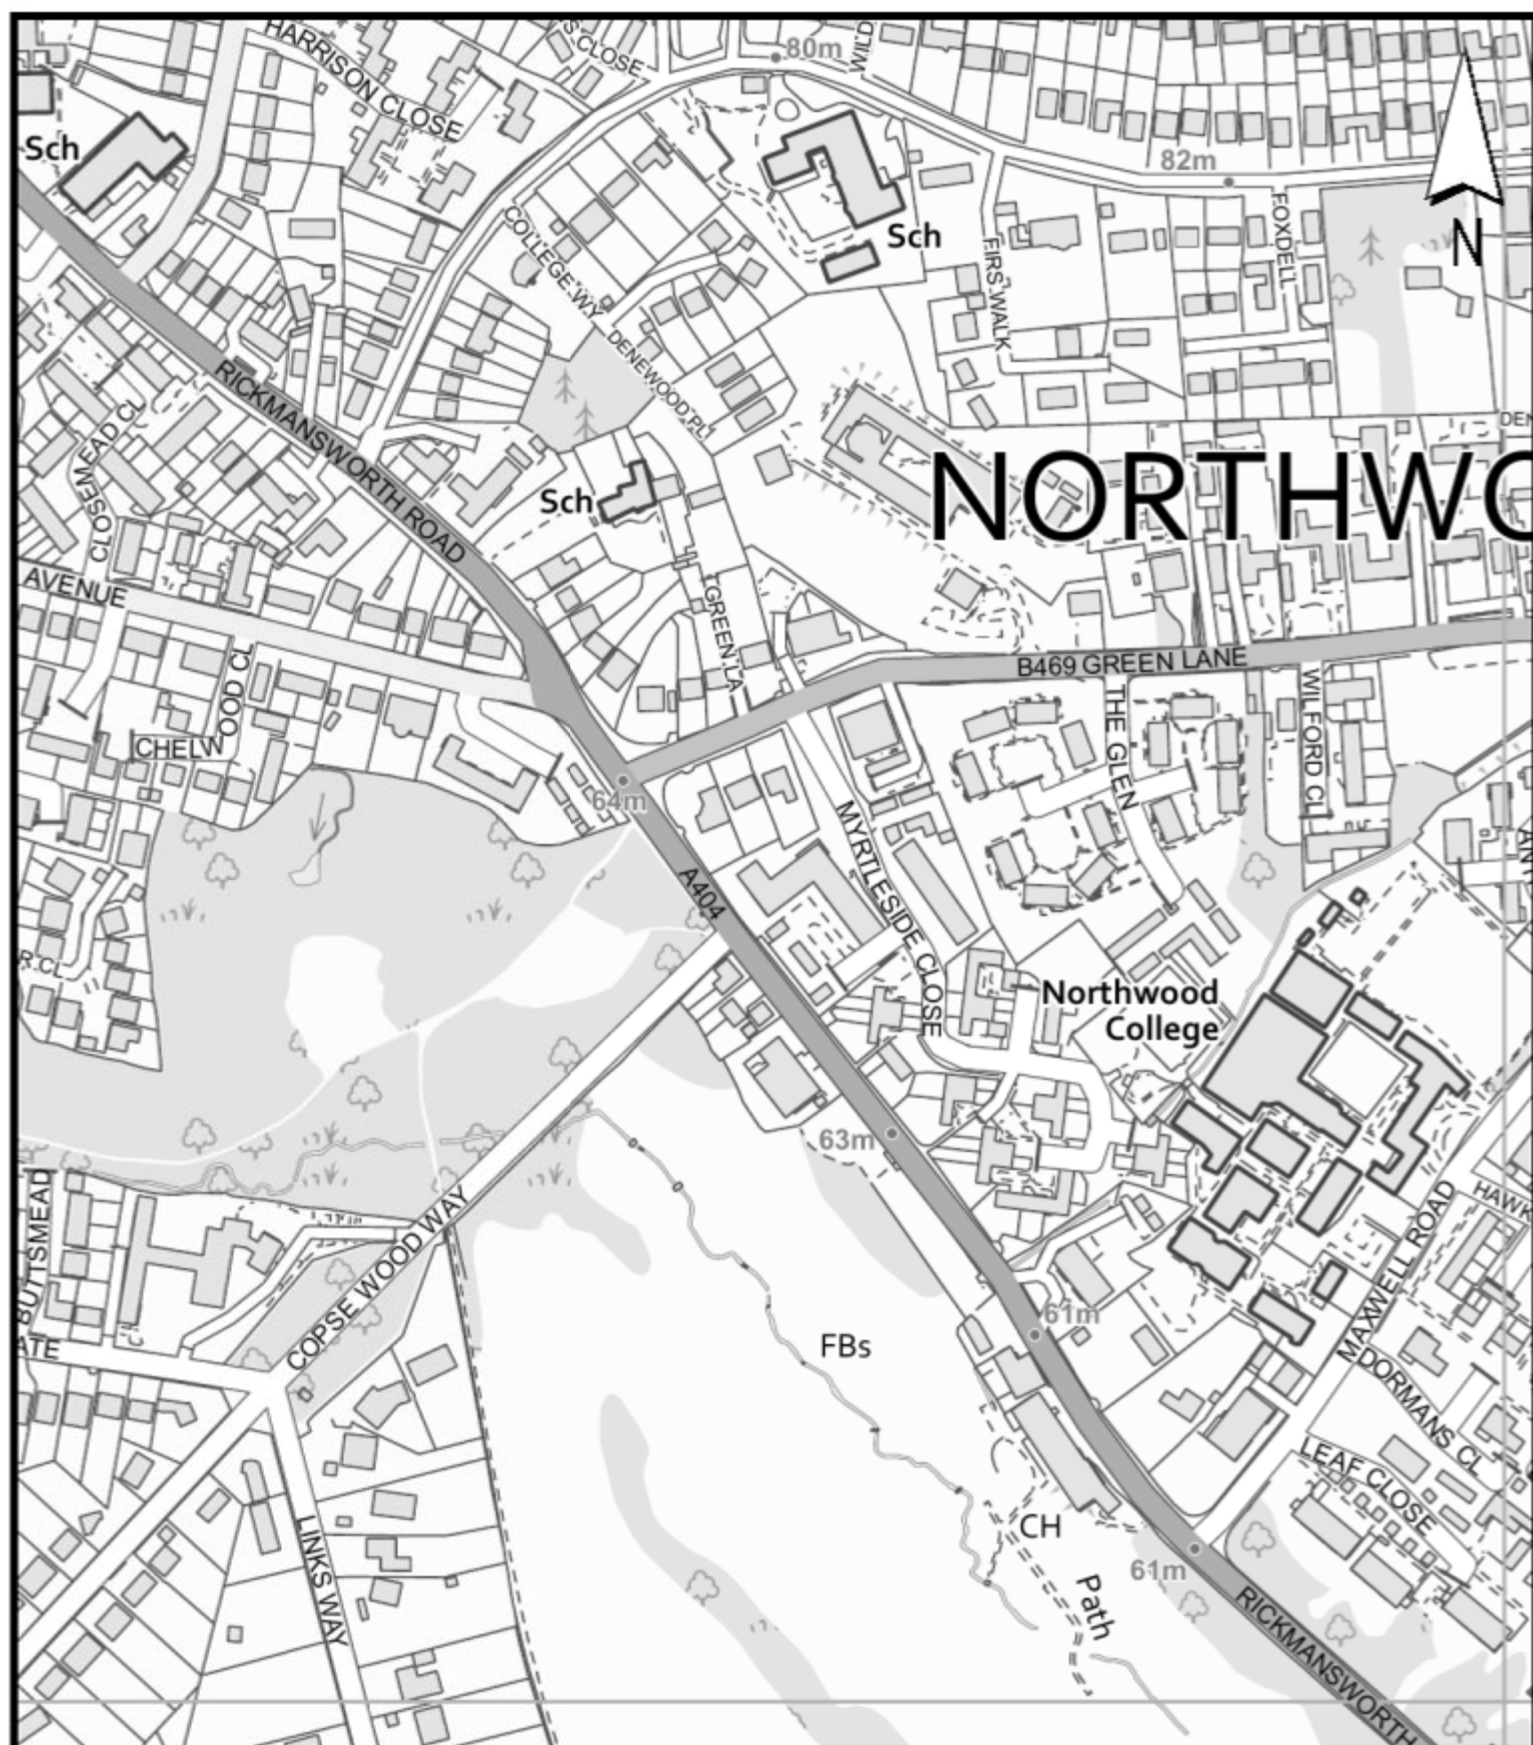 HARRISON CLOSE
S CLOSE
80m
WILD
Sch
82m
FOXDELL
N
Sch
COLLEGE WY
FIRS WALK
DENEWOOD PL
RICKMANSWORTH ROAD
CLOSEMEAD CL
DEN
NORTHWO
Sch
AVENUE
GREEN LA
B469 GREEN LANE
CHELW
OOD CL
THE GLEN
WILFORD CL
64m
MYRTLESIDE CLOSE
A404
R CL
Northwood
College
63m
BUTTSMEAD
COPSE WOOD WAY
HAWK
MAXWELL ROAD
61m
FBs
ATE
DORMANS CL
LEAF CLOSE
LINKS WAY
CH
61m
Path
RICKMANSWORTH